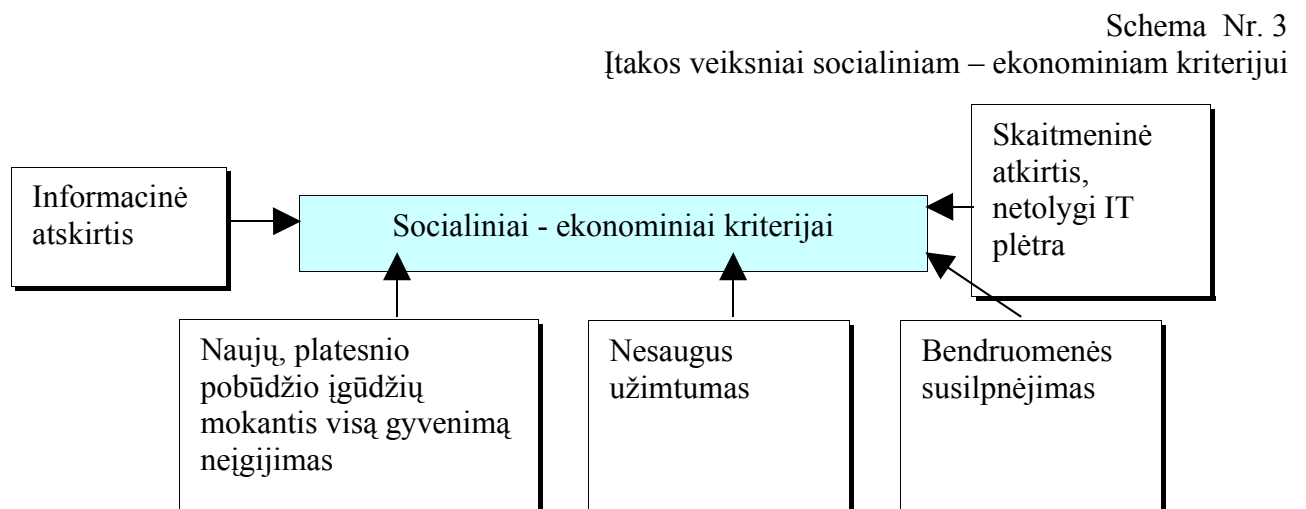 Schema Nr. 3
Įtakos veiksniai socialiniam – ekonominiam kriterijui
Informacinė
atskirtis
Socialiniai - ekonominiai kriterijai
Skaitmeninė
atkirtis,
netolygi IT
plėtra
Naujų, platesnio
pobūdžio įgūdžių
mokantis visą gyvenimą
neįgijimas
Nesaugus
užimtumas
Bendruomenės
susilpnėjimas